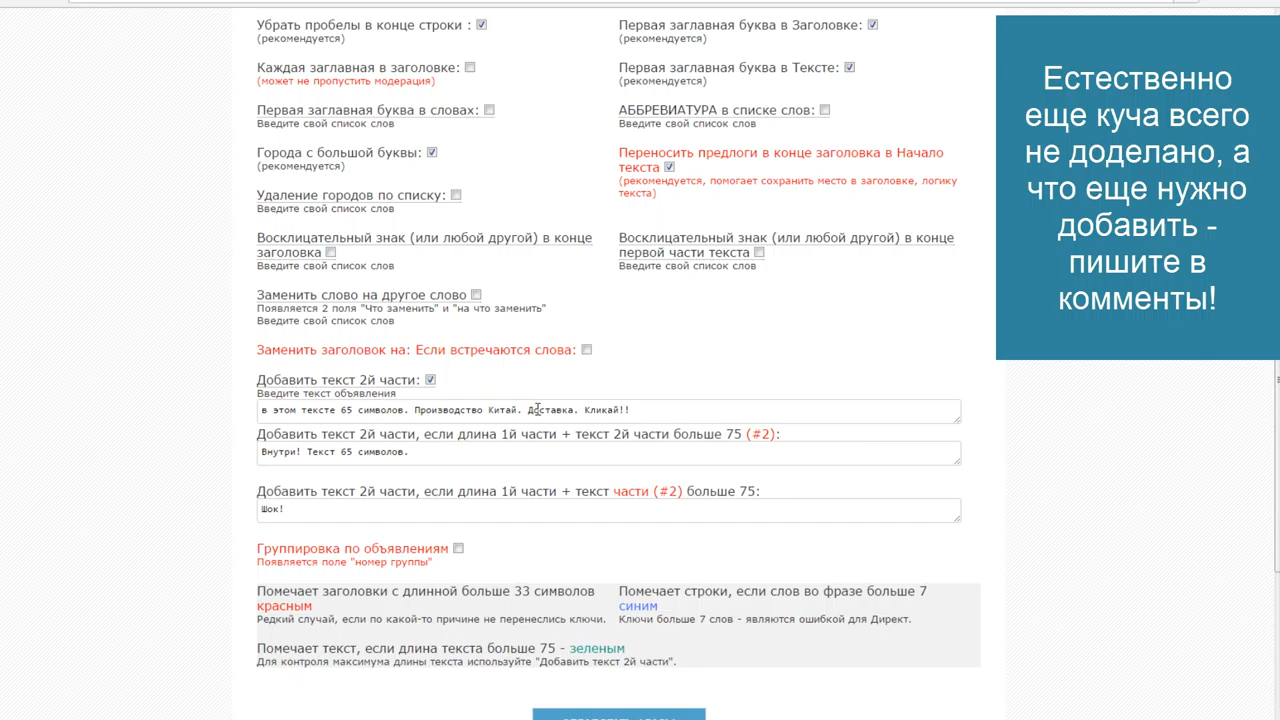 Убрать пробелы в конце строки :
(рекомендуется)
Первая заглавная буква в Заголовке:
(рекомендуется)
Каждая заглавная в заголовке:
(может не пропустить модерация)
Первая заглавная буква в Тексте:
(рекомендуется)
Первая заглавная буква в словах:
Введите свой список слов
АББРЕВИАТУРА в списке слов:
Введите свой список слов
Города с большой буквы:
(рекомендуется)
Переносить предлоги в конце заголовка в Начало
текста
(рекомендуется, помогает сохранить место в заголовке, логику
текста)
Удаление городов по списку:
Введите свой список слов
Восклицательный знак (или любой другой) в конце
заголовка
Введите свой список слов
Восклицательный знак (или любой другой) в конце
первой части текста
Введите свой список слов
Заменить слово на другое слово
Появляется 2 поля "Что заменить" и "на что заменить"
Введите свой список слов
Заменить заголовок на: Если встречаются слова:
Добавить текст 2й части:
Введите текст объявления
в этом тексте 65 символов. Производство Китай. Доставка. Кликай!!
Добавить текст 2й части, если длина 1й части + текст 2й части больше 75 (#2):
Внутри! Текст 65 символов.
Добавить текст 2й части, если длина 1й части + текст части (#2) больше 75:
Шок!
Группировка по объявлениям
Появляется поле "номер группы"
Помечает заголовки с длинной больше 33 символов
красным
Редкий случай, если по какой-то причине не перенеслись ключи.
Помечает строки, если слов во фразе больше 7
синим
Ключи больше 7 слов - являются ошибкой для Директ.
Помечает текст, если длина текста больше 75 - зеленым
Для контроля максимума длины текста используйте "Добавить текст 2й части".
Естественно
еще куча всего
не доделано, а
что еще нужно
добавить -
пишите в
комменты!